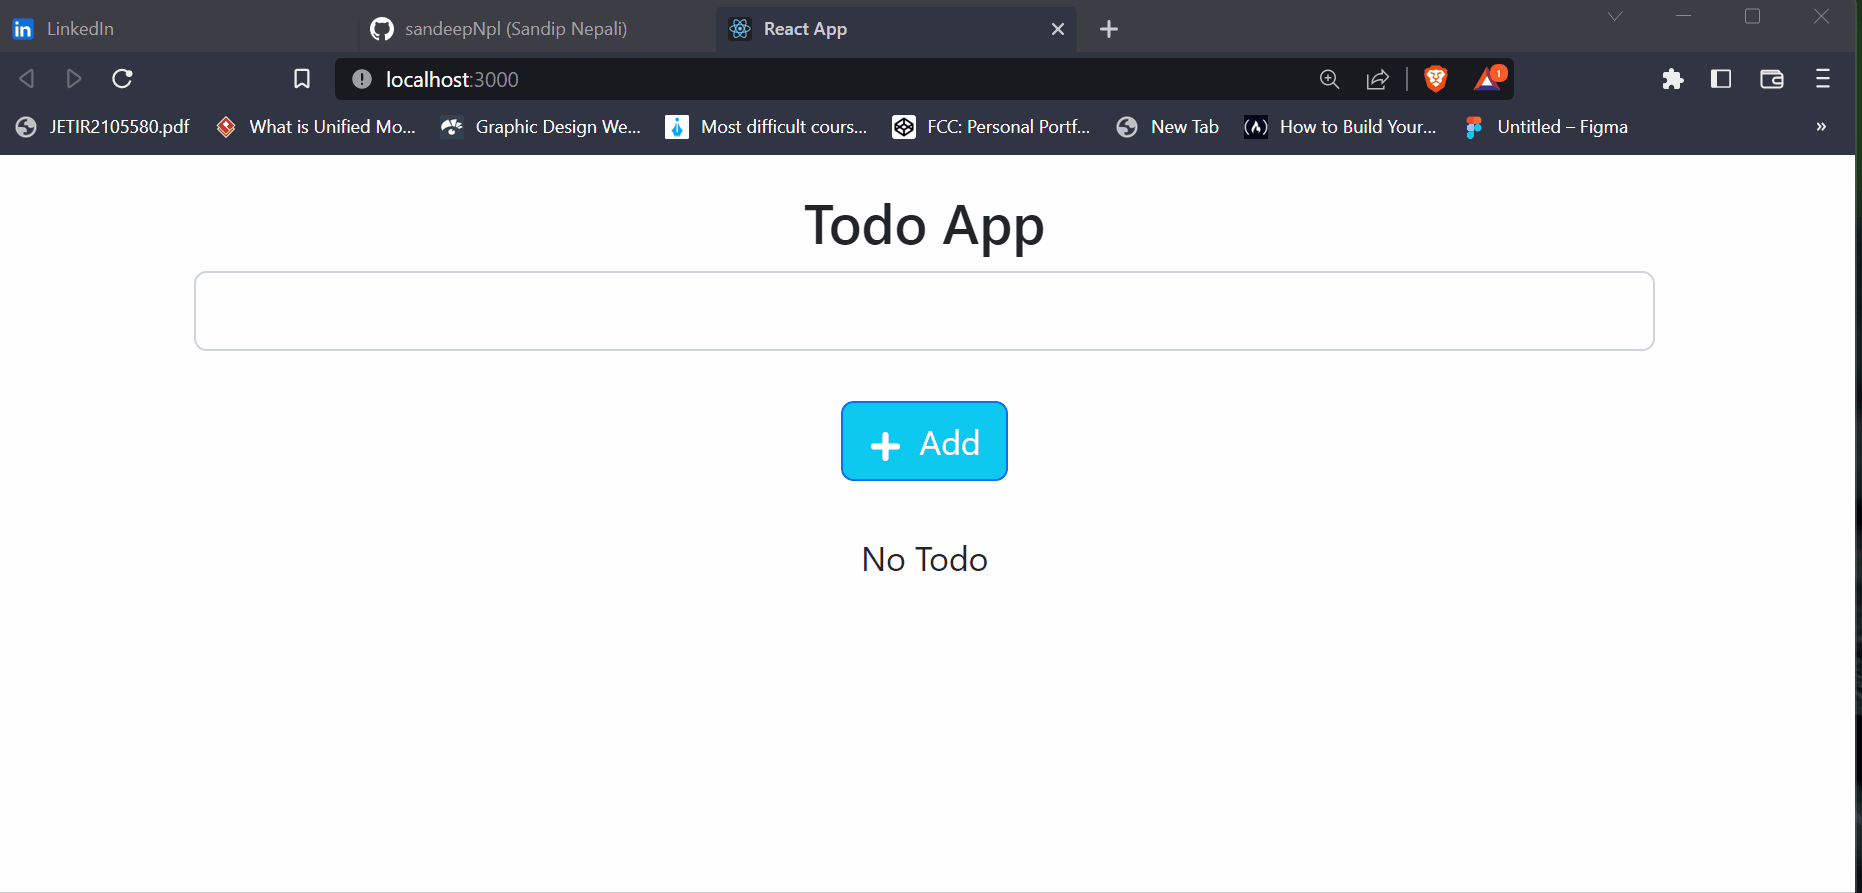 LinkedIn
sandeepNpl (Sandip Nepali)
React App
localhost:3000
1
JETIR2105580.pdf
What is Unified Mo...
Graphic Design We...
Most difficult cours...
FCC: Personal Portf...
New Tab
How to Build Your...
Untitled – Figma
»
Todo App
+ Add
No Todo